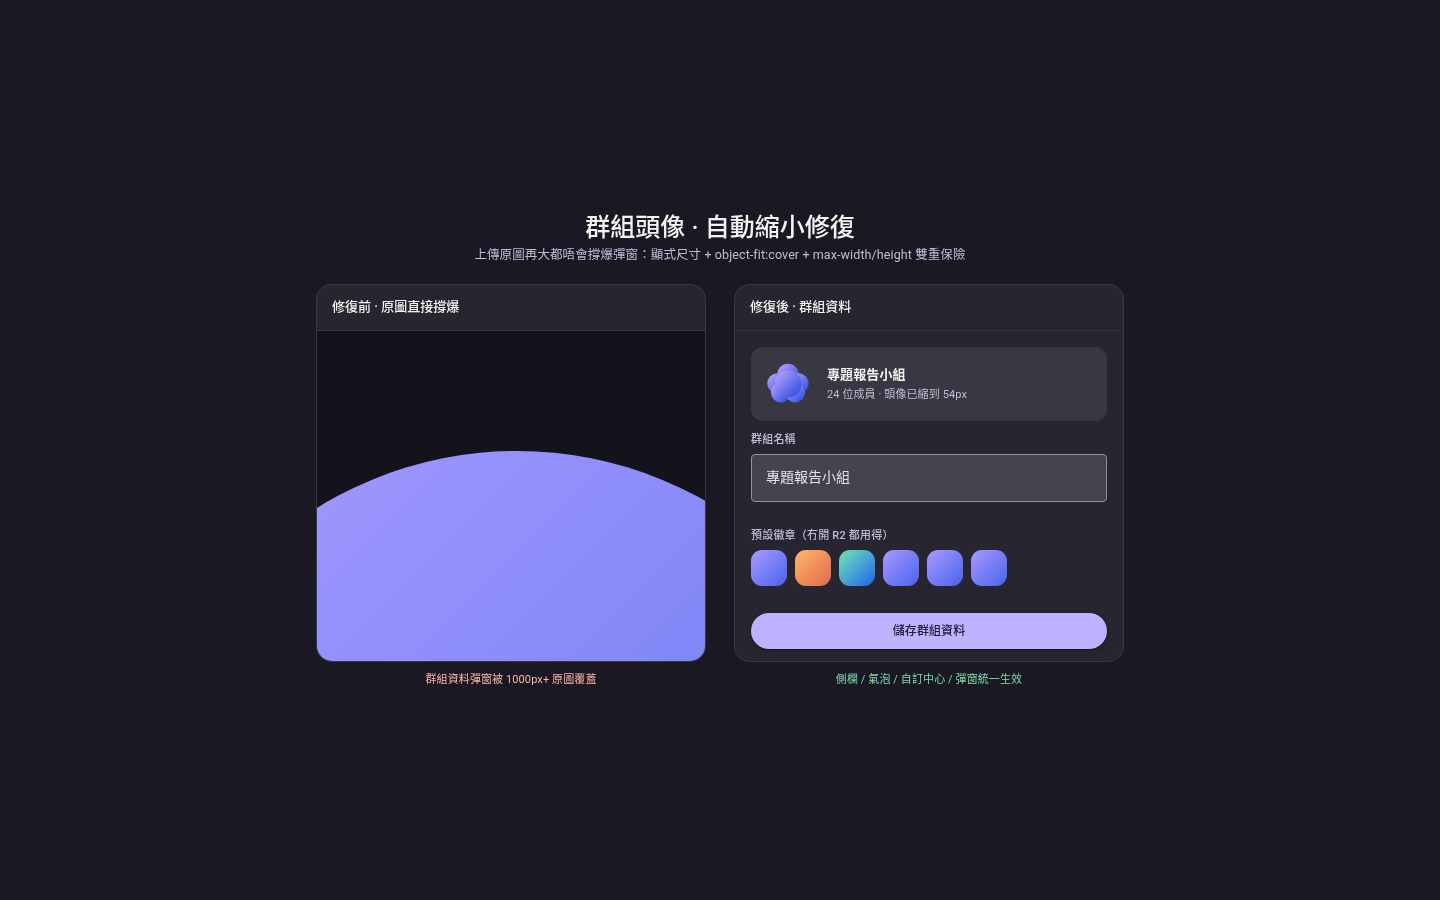 群組頭像 · 自動縮小修復
上傳原圖再大都唔會撐爆彈窗：顯式尺寸 + object-fit:cover + max-width/height 雙重保險
修復前 · 原圖直接撐爆
群組資料彈窗被 1000px+ 原圖覆蓋
修復後 · 群組資料
專題報告小組
24 位成員 · 頭像已縮到 54px
群組名稱
專題報告小組
預設徽章（冇開 R2 都用得）
儲存群組資料
側欄 / 氣泡 / 自訂中心 / 彈窗統一生效